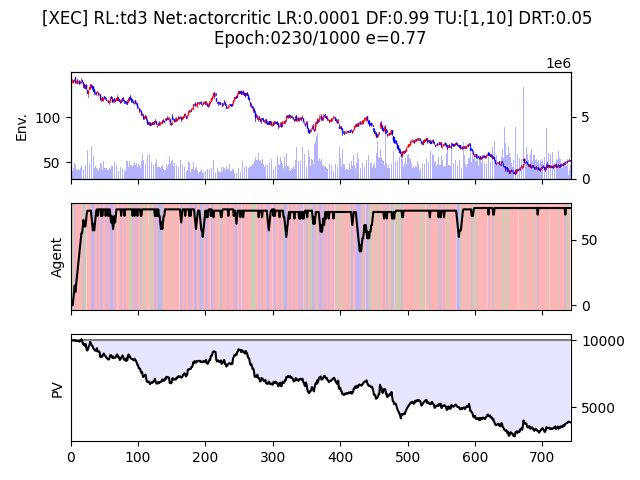 [XEC] RL:td3 Net:actorcritic LR:0.0001 DF:0.99 TU:[1,10] DRT:0.05
Epoch:0230/1000 e=0.77
1e6
Env.
100
50
5
0
Agent
50
0
PV
10000
5000
0 100 200 300 400 500 600 700